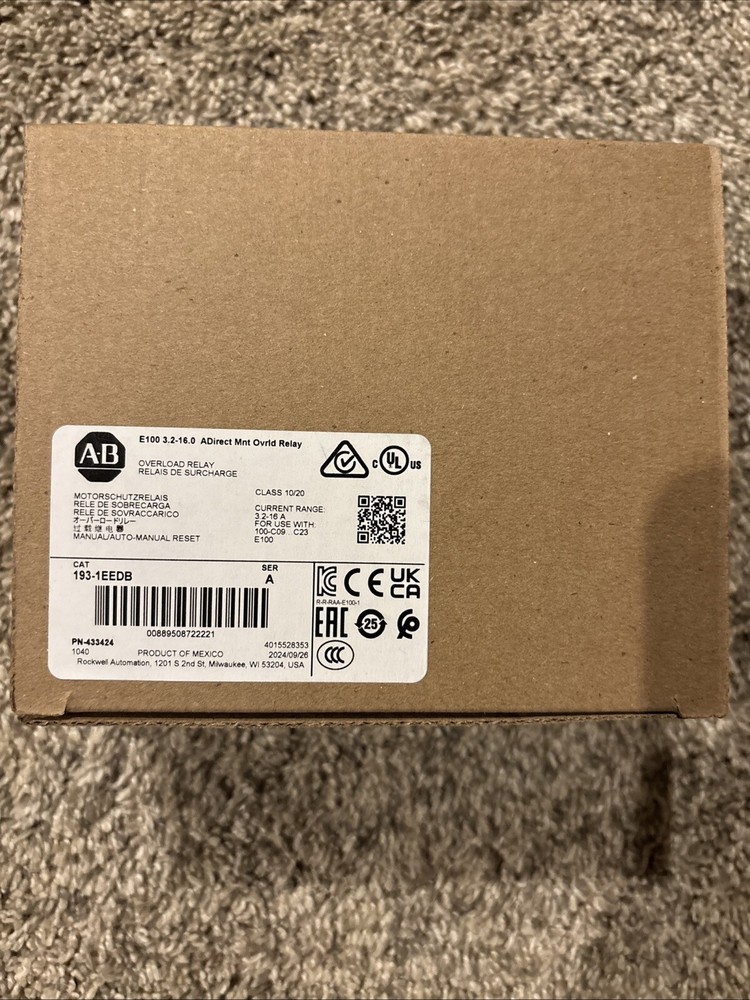 A-B
E100 3.2-16.0 ADirect Mnt Ovrld Relay
OVERLOAD RELAY
RELAIS DE SURCHARGE
C UL US
MOTORSCHUTZRELAIS
RELE DE SOBRECARGA
RELE DE SOVRACCARICO
オーバーロードリレー
过载继电器
MANUAL/AUTO-MANUAL RESET
CLASS 10/20
CURRENT RANGE:
3.2-16 A
FOR USE WITH:
100-C09...C23
E100
CAT
193-1EEDB
SER
A
00889508722221
PN-433424
1040
PRODUCT OF MEXICO
4015528353
2024/09/26
Rockwell Automation, 1201 S 2nd St, Milwaukee, WI 53204, USA
KC CE UK CA
R-R-RAA-E100-1
EAC 25
CCC